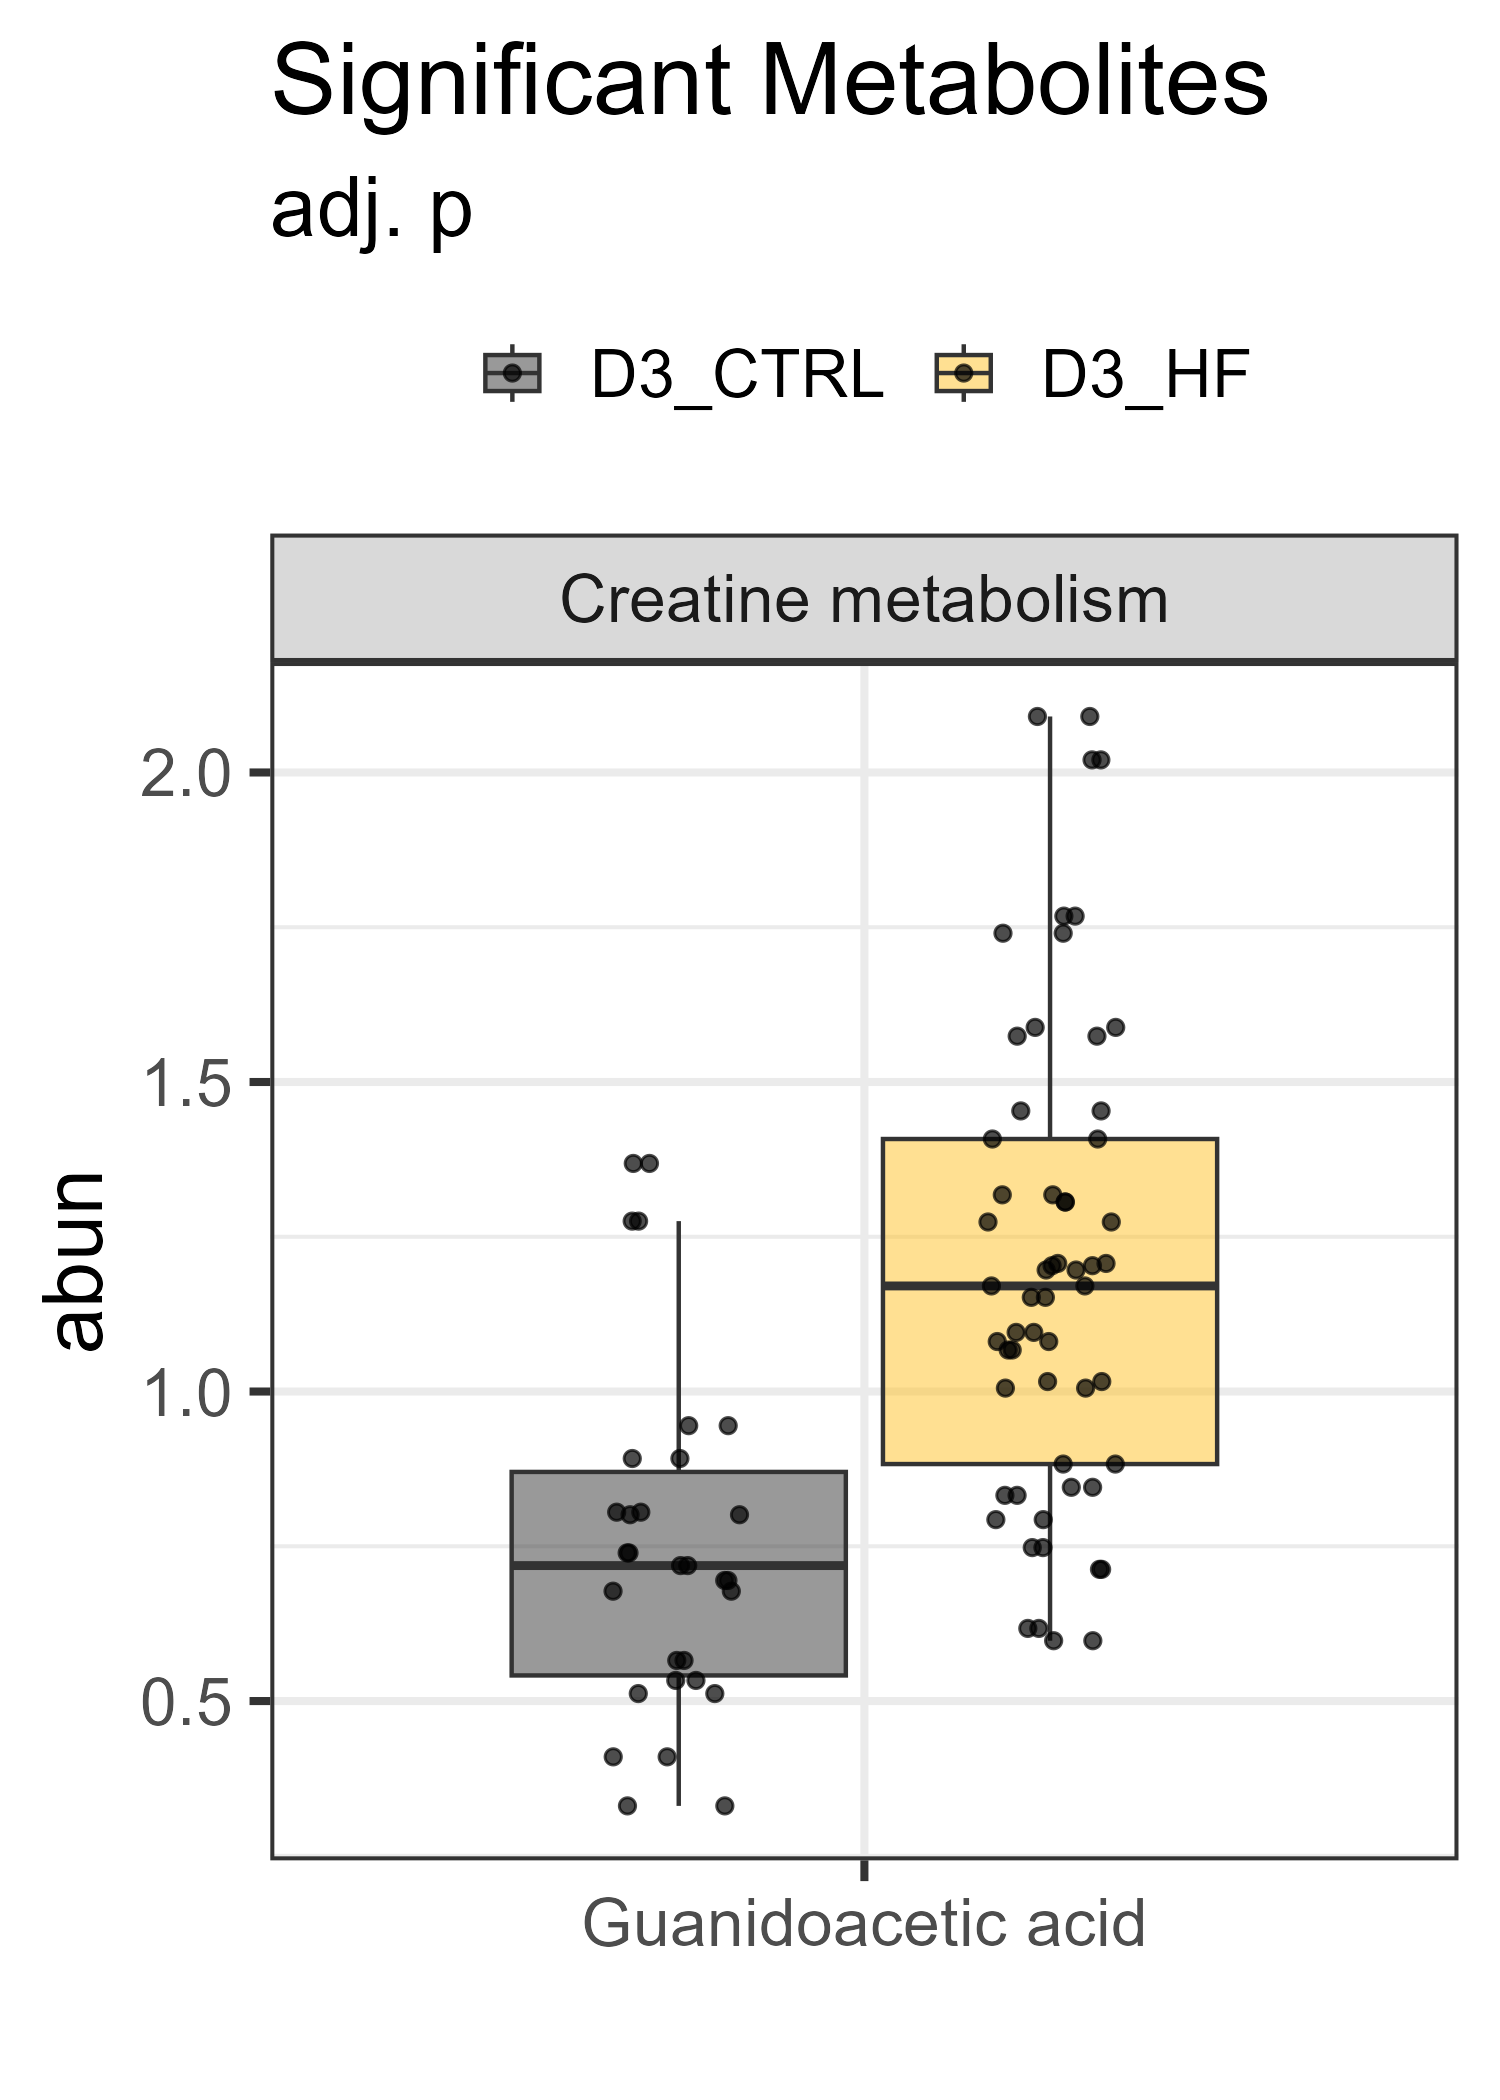 Significant Metabolites
adj. p
D3_CTRL D3_HF
Creatine metabolism
2.0
1.5
1.0
0.5
abun
Guanidoacetic acid